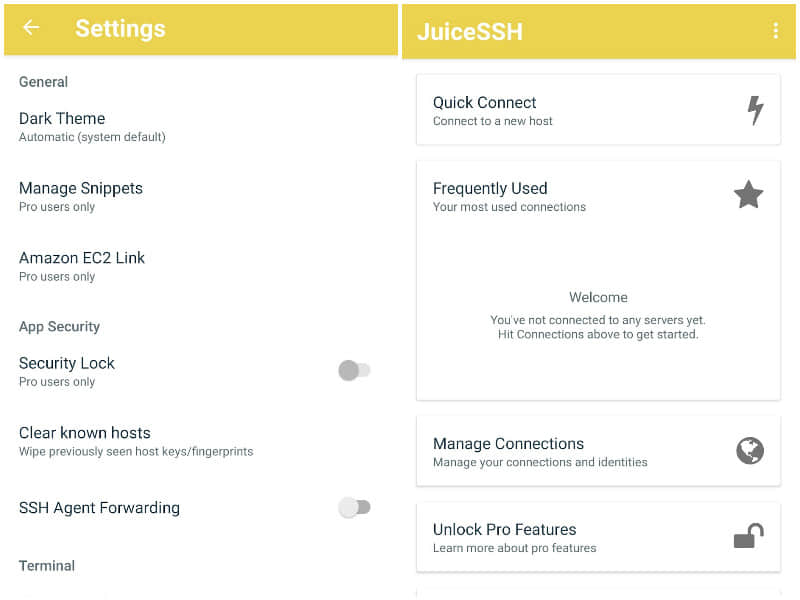 Settings
General
Dark Theme
Automatic (system default)
Manage Snippets
Pro users only
Amazon EC2 Link
Pro users only
App Security
Security Lock
Pro users only
Clear known hosts
Wipe previously seen host keys/fingerprints
SSH Agent Forwarding
Terminal
JuiceSSH
Quick Connect
Connect to a new host
Frequently Used
Your most used connections
Welcome
You've not connected to any servers yet.
Hit Connections above to get started.
Manage Connections
Manage your connections and identities
Unlock Pro Features
Learn more about pro features